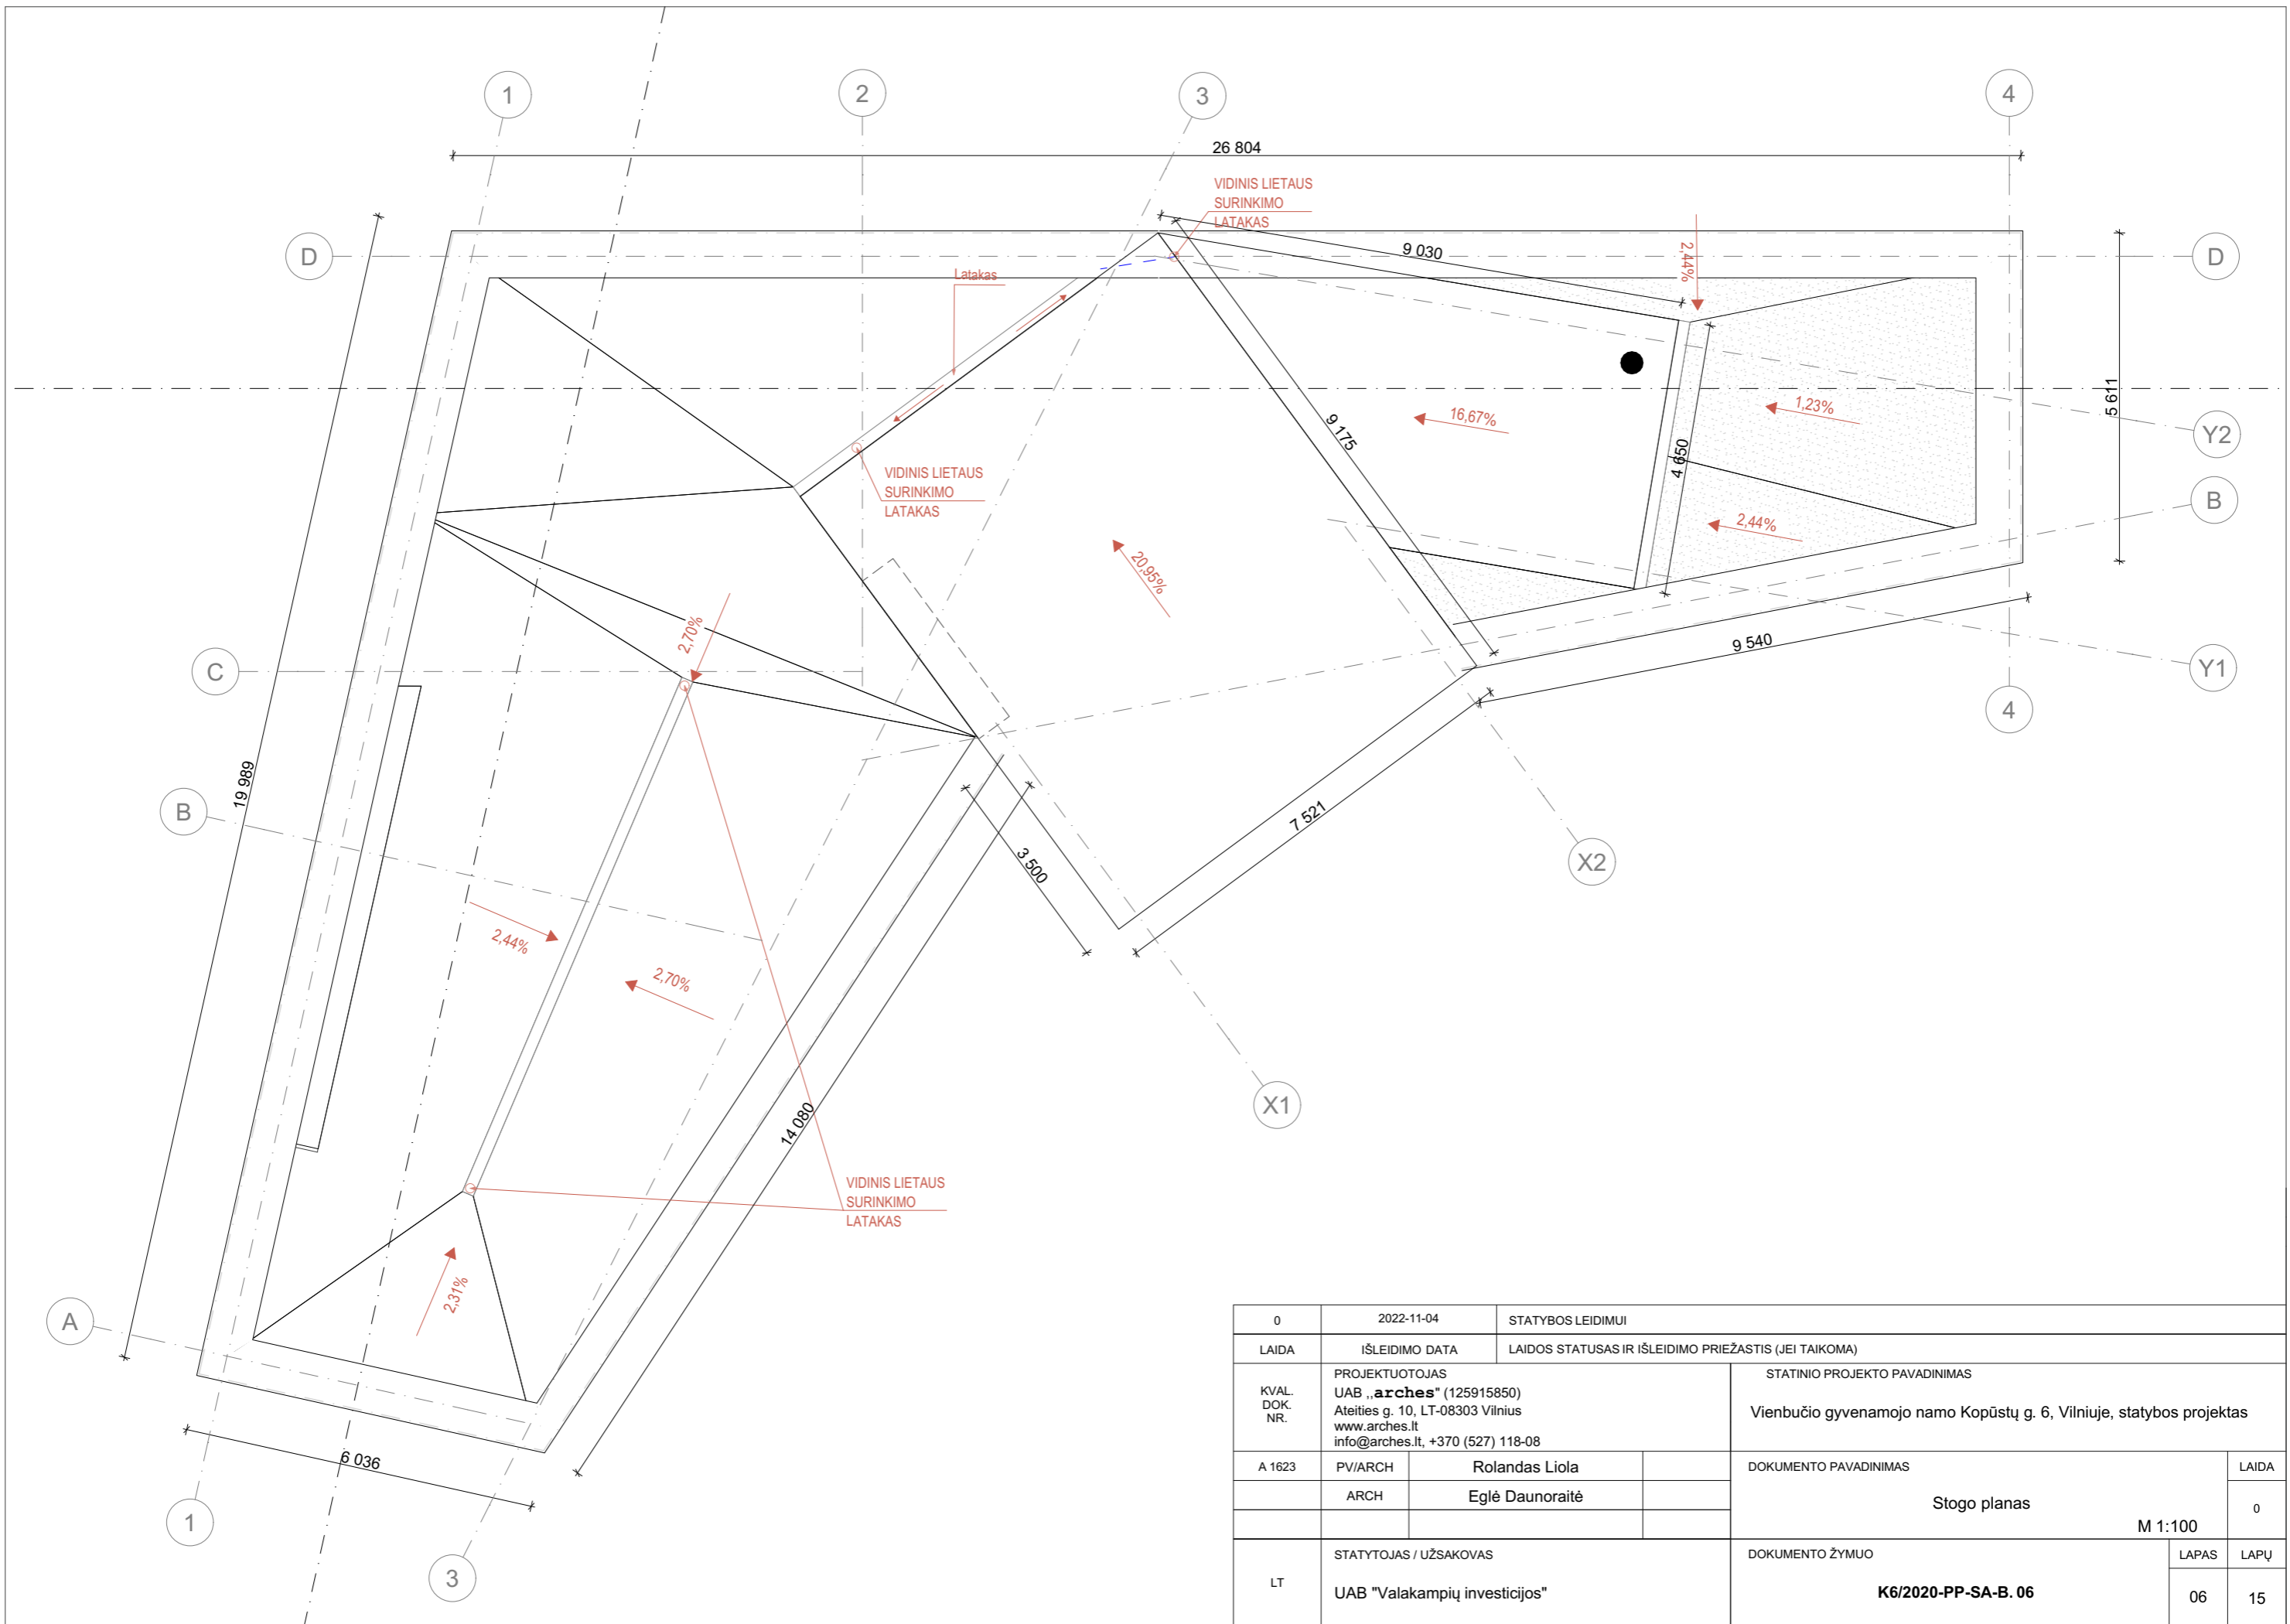 1
2
3
4
26 804
VIDINIS LIETAUS
SURINKIMO
LATAKAS
D
D
9 030
2,44%
Latakas
5 611
16,67%
1,23%
9 175
4 650
Y2
VIDINIS LIETAUS
SURINKIMO
LATAKAS
B
2,44%
20,95%
2,70%
9 540
C
Y1
4
19 989
B
7 521
3 500
X2
2,44%
2,70%
14 080
X1
VIDINIS LIETAUS
SURINKIMO
LATAKAS
2,31%
A
6 036
1
3
0 2022-11-04 STATYBOS LEIDIMUI
LAIDA IŠLEIDIMO DATA LAIDOS STATUSAS IR IŠLEIDIMO PRIEŽASTIS (JEI TAIKOMA)
KVAL.
DOK.
NR.
PROJEKTUOTOJAS
UAB ,,arches" (125915850)
Ateities g. 10, LT-08303 Vilnius
www.arches.lt
info@arches.lt, +370 (527) 118-08
STATINIO PROJEKTO PAVADINIMAS
Vienbučio gyvenamojo namo Kopūstų g. 6, Vilniuje, statybos projektas
A 1623 PV/ARCH Rolandas Liola
ARCH Eglė Daunoraitė
DOKUMENTO PAVADINIMAS
Stogo planas
M 1:100
LAIDA
0
LT
STATYTOJAS / UŽSAKOVAS
UAB "Valakampių investicijos"
DOKUMENTO ŽYMUO
K6/2020-PP-SA-B. 06
LAPAS
06
LAPŲ
15